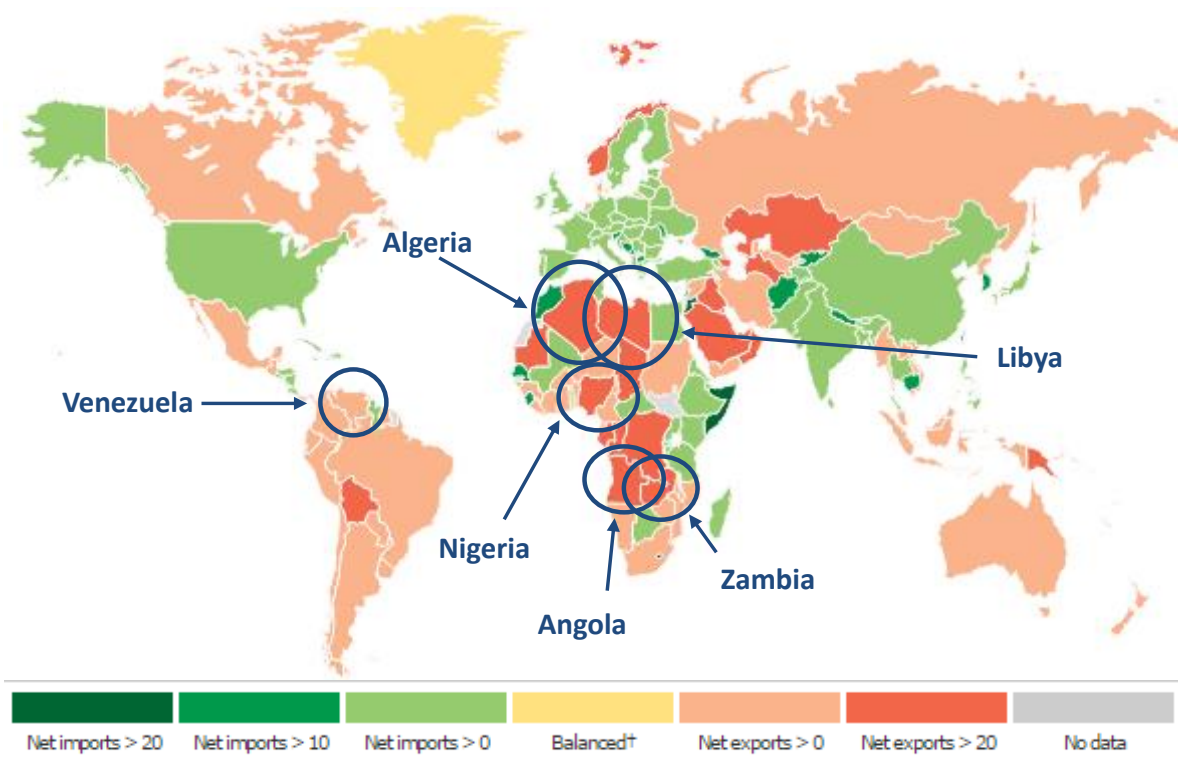 Algeria
Libya
Venezuela
Nigeria
Zambia
Angola
Net imports > 20
Net imports > 10
Net imports > 0
Balanced†
Net exports > 0
Net exports > 20
No data